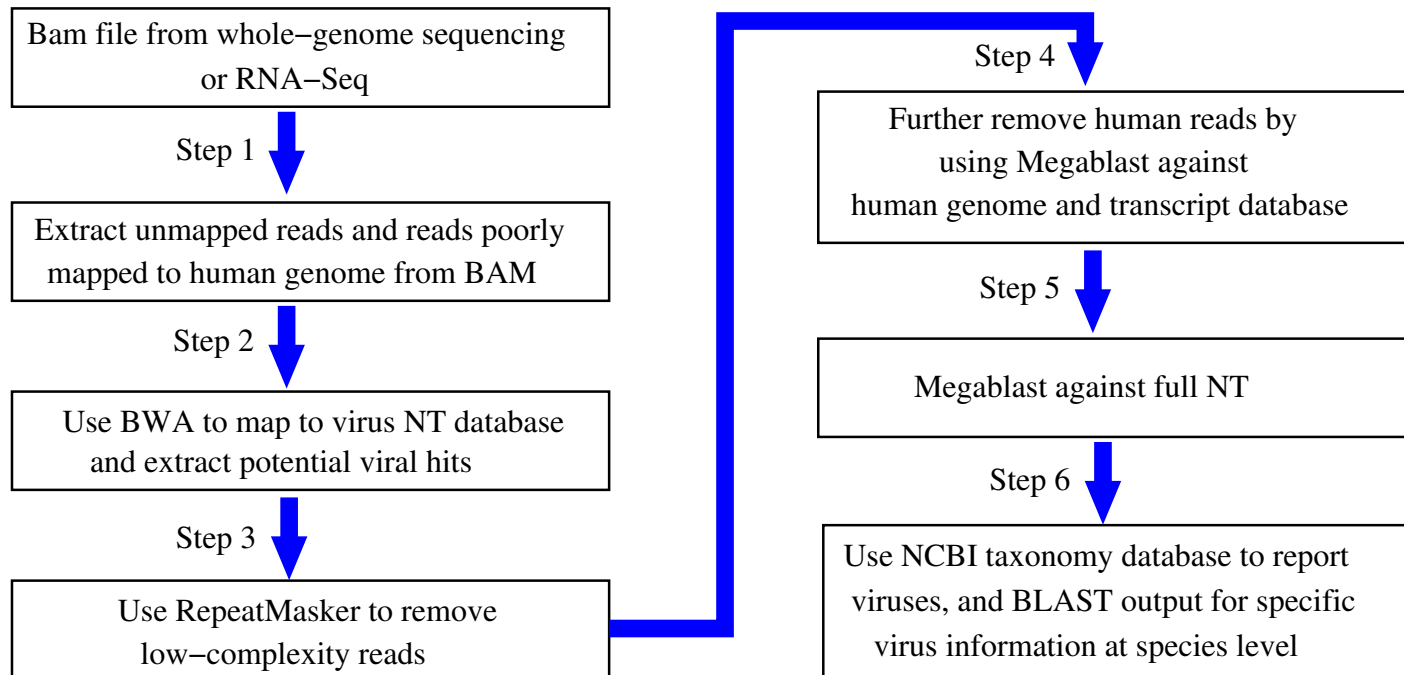 Bam file from whole−genome sequencing
or RNA−Seq
Step 1
Extract unmapped reads and reads poorly
mapped to human genome from BAM
Step 2
Use BWA to map to virus NT database
and extract potential viral hits
Step 3
Use RepeatMasker to remove
low−complexity reads
Step 4
Further remove human reads by
using Megablast against
human genome and transcript database
Step 5
Megablast against full NT
Step 6
Use NCBI taxonomy database to report
viruses, and BLAST output for specific
virus information at species level